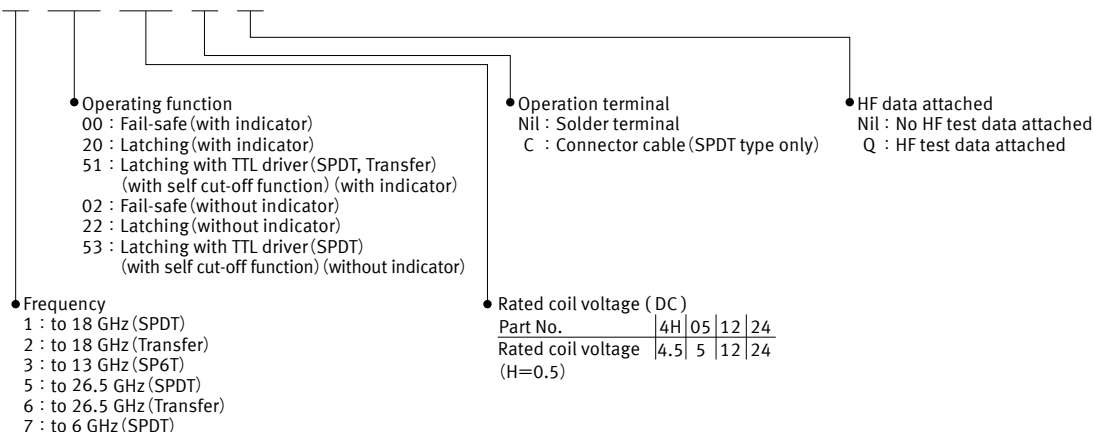 Operating function
00 : Fail-safe (with indicator)
20 : Latching (with indicator)
51 : Latching with TTL driver (SPDT, Transfer)
(with self cut-off function) (with indicator)
02 : Fail-safe (without indicator)
22 : Latching (without indicator)
53 : Latching with TTL driver (SPDT)
(with self cut-off function) (without indicator)
Operation terminal
Nil : Solder terminal
C : Connector cable (SPDT type only)
HF data attached
Nil : No HF test data attached
Q : HF test data attached
Frequency
1 : to 18 GHz (SPDT)
2 : to 18 GHz (Transfer)
3 : to 13 GHz (SP6T)
5 : to 26.5 GHz (SPDT)
6 : to 26.5 GHz (Transfer)
7 : to 6 GHz (SPDT)
Rated coil voltage ( DC )
Part No. 4H 05 12 24
Rated coil voltage 4.5 5 12 24
(H=0.5)